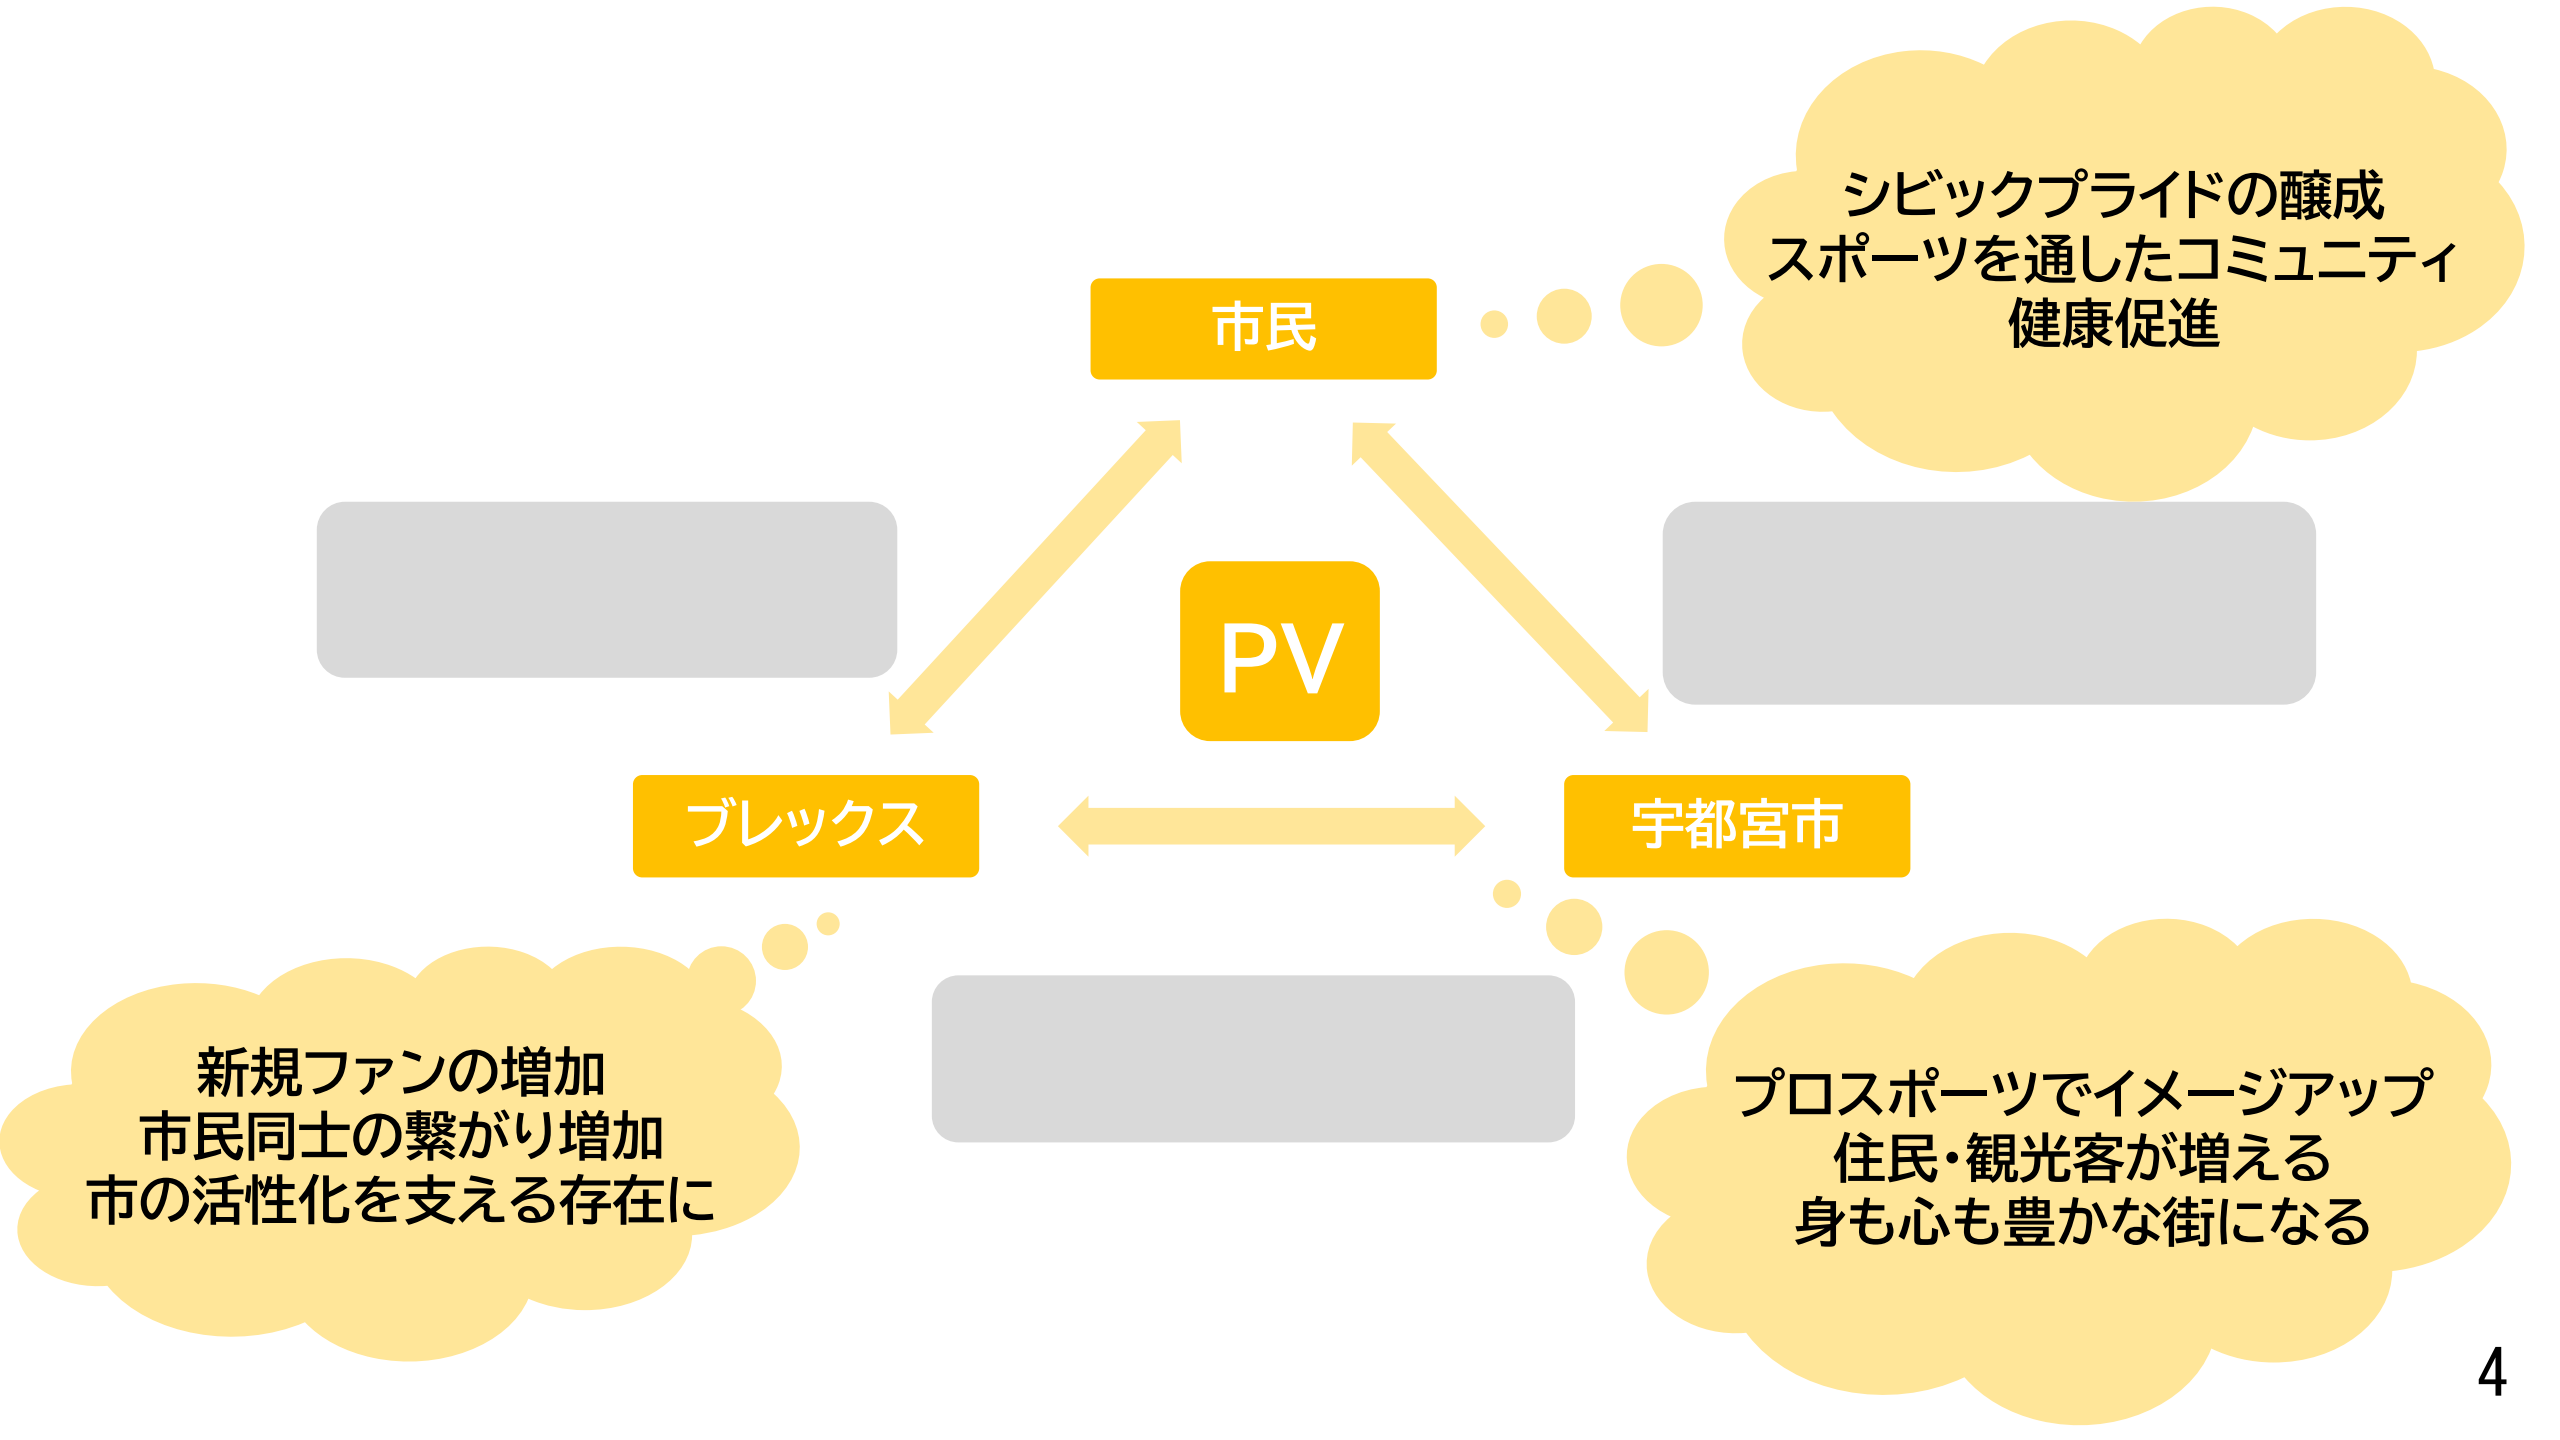 シビックプライドの醸成
スポーツを通したコミュニティ
健康促進
市民
PV
ブレックス
宇都宮市
新規ファンの増加
市民同士の繋がり増加
市の活性化を支える存在に
プロスポーツでイメージアップ
住民・観光客が増える
身も心も豊かな街になる
4